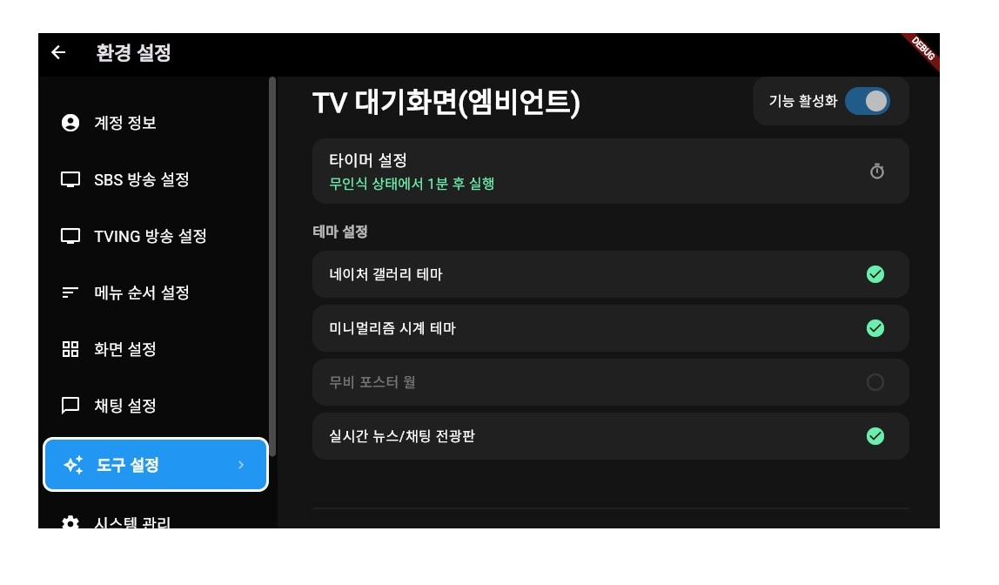 환경 설정
DEBUG
계정 정보
SBS 방송 설정
TVING 방송 설정
메뉴 순서 설정
화면 설정
채팅 설정
도구 설정
시스템 관리
TV 대기화면(엠비언트)
기능 활성화
타이머 설정
무인식 상태에서 1분 후 실행
테마 설정
네이처 갤러리 테마
미니멀리즘 시계 테마
무비 포스터 월
실시간 뉴스/채팅 전광판